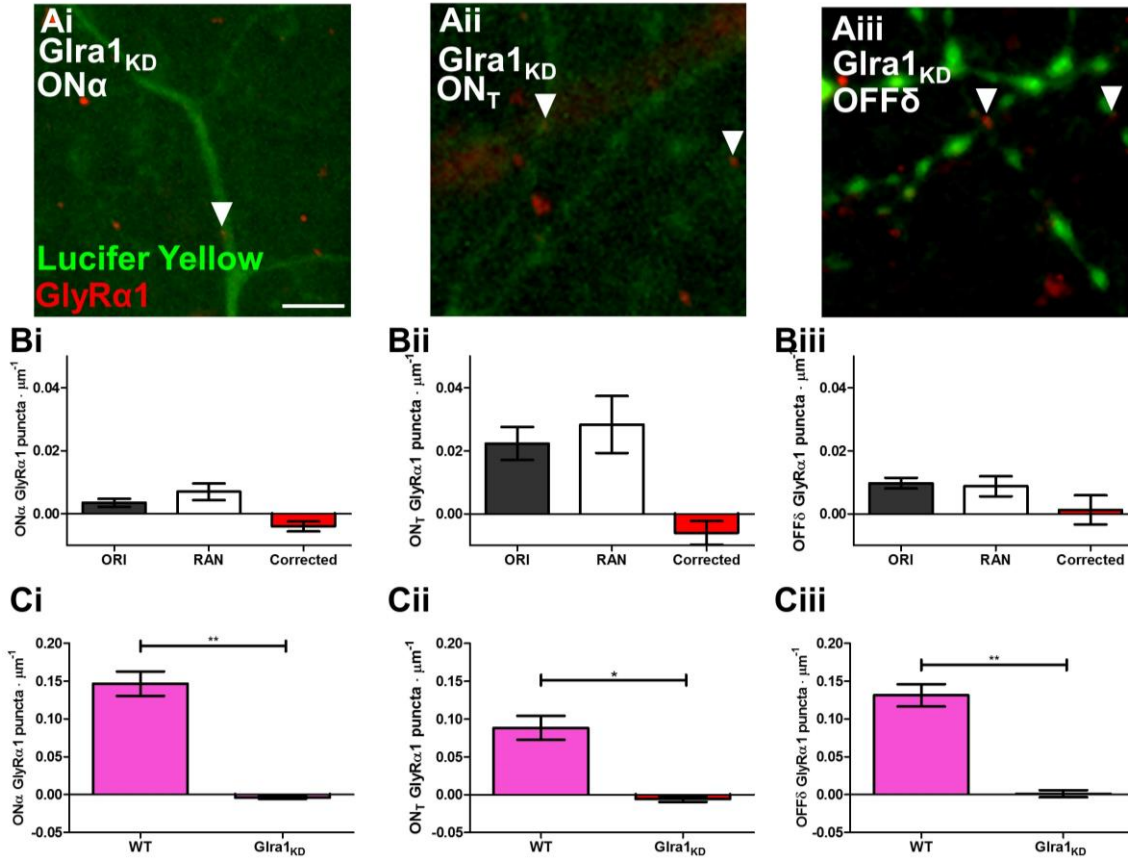 Ai
Glra1KD
ONα
Lucifer Yellow
GlyRα1
Aii
Glra1KD
ONT
Aiii
Glra1KD
OFFδ
Bi
ONα GlyRα1 puncta · µm⁻¹
0.04
0.02
0.00
ORI RAN Corrected
Bii
ONT GlyRα1 puncta · µm⁻¹
0.04
0.02
0.00
ORI RAN Corrected
Biii
OFFδ GlyRα1 puncta · µm⁻¹
0.04
0.02
0.00
ORI RAN Corrected
Ci
ONα GlyRα1 puncta · µm⁻¹
0.20
0.15
0.10
0.05
0.00
-0.05
**
WT Glra1KD
Cii
ONT GlyRα1 puncta · µm⁻¹
0.20
0.15
0.10
0.05
0.00
-0.05
*
WT Glra1KD
Ciii
OFFδ GlyRα1 puncta · µm⁻¹
0.20
0.15
0.10
0.05
0.00
-0.05
**
WT Glra1KD